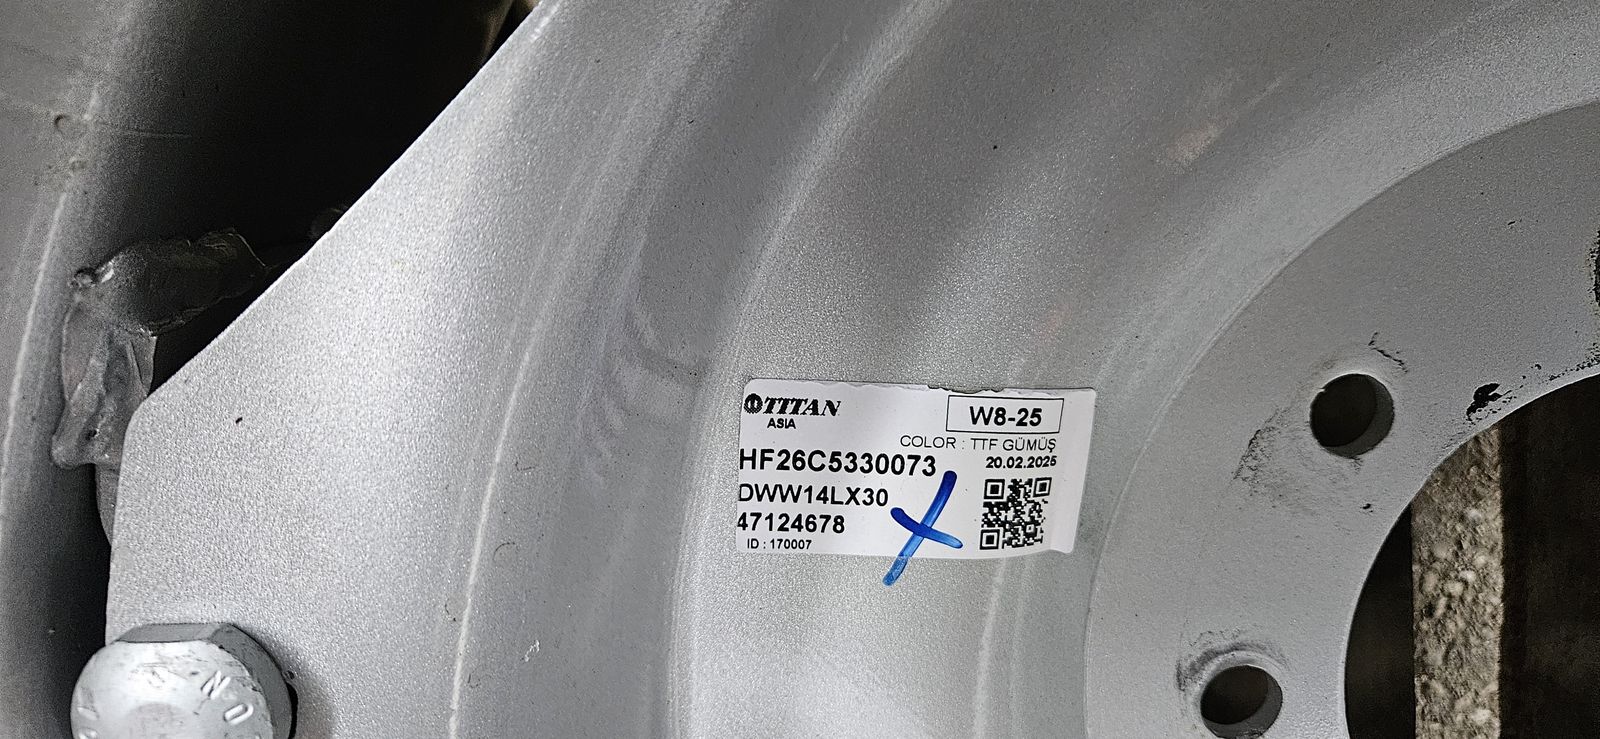 TITAN
ASIA
W8-25
COLOR : TTF GÜMÜŞ
HF26C5330073
20.02.2025
DWW14LX30
47124678
ID : 170007